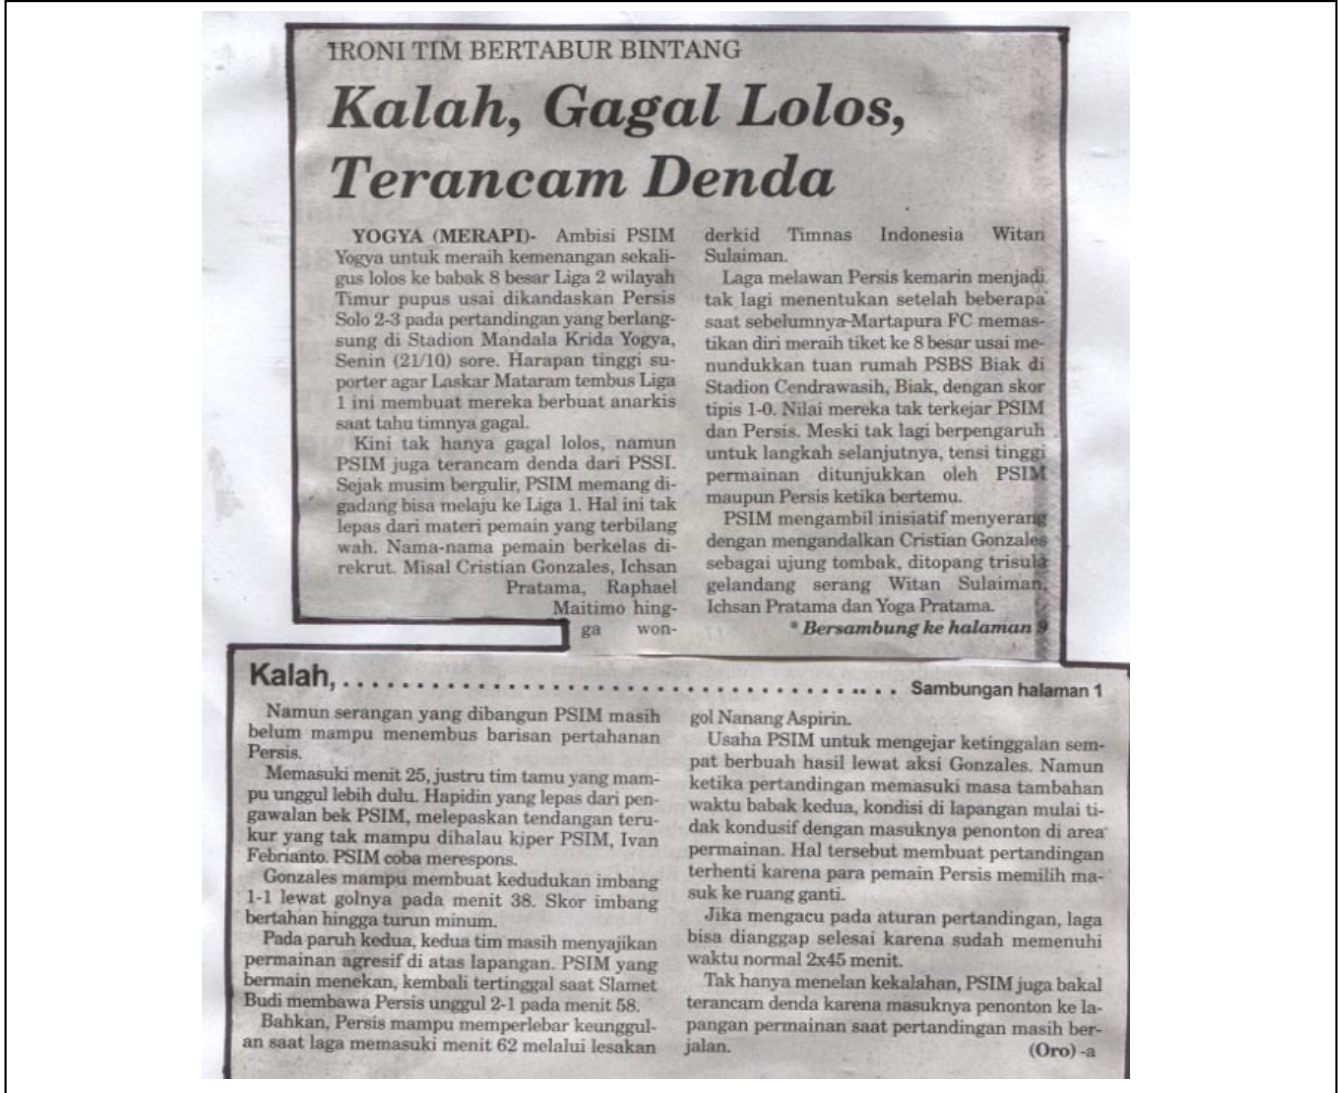 IRONI TIM BERTABUR BINTANG
Kalah, Gagal Lolos,
Terancam Denda
YOGYA (MERAPI)- Ambisi PSIM
Yogya untuk meraih kemenangan sekali-
gus lolos ke babak 8 besar Liga 2 wilayah
Timur pupus usai dikandaskan Persis
Solo 2-3 pada pertandingan yang berlang-
sung di Stadion Mandala Krida Yogya,
Senin (21/10) sore. Harapan tinggi su-
porter agar Laskar Mataram tembus Liga
1 ini membuat mereka berbuat anarkis
saat tahu timnya gagal.
Kini tak hanya gagal lolos, namun
PSIM juga terancam denda dari PSSI.
Sejak musim bergulir, PSIM memang di-
gadang bisa melaju ke Liga 1. Hal ini tak
lepas dari materi pemain yang terbilang
wah. Nama-nama pemain berkelas di-
rekrut. Misal Cristian Gonzales, Ichsan
Pratama, Raphael
Maitimo hing-
ga won-
derkid Timnas Indonesia Witan
Sulaiman.
Laga melawan Persis kemarin menjadi
tak lagi menentukan setelah beberapa
saat sebelumnya Martapura FC memas-
tikan diri meraih tiket ke 8 besar usai me-
nundukkan tuan rumah PSBS Biak di
Stadion Cendrawasih, Biak, dengan skor
tipis 1-0. Nilai mereka tak terkejar PSIM
dan Persis. Meski tak lagi berpengaruh
untuk langkah selanjutnya, tensi tinggi
permainan ditunjukkan oleh PSIM
maupun Persis ketika bertemu.
PSIM mengambil inisiatif menyerang
dengan mengandalkan Cristian Gonzales
sebagai ujung tombak, ditopang trisula
gelandang serang Witan Sulaiman,
Ichsan Pratama dan Yoga Pratama.
* Bersambung ke halaman 9
Kalah, . . . . . . . . . . . . . . . . . . . . . . . . . . . . . . . . . . . . . . . Sambungan halaman 1
Namun serangan yang dibangun PSIM masih
belum mampu menembus barisan pertahanan
Persis.
Memasuki menit 25, justru tim tamu yang mam-
pu unggul lebih dulu. Hapidin yang lepas dari pen-
gawalan bek PSIM, melepaskan tendangan teru-
kur yang tak mampu dihalau kiper PSIM, Ivan
Febrianto. PSIM coba merespons.
Gonzales mampu membuat kedudukan imbang
1-1 lewat golnya pada menit 38. Skor imbang
bertahan hingga turun minum.
Pada paruh kedua, kedua tim masih menyajikan
permainan agresif di atas lapangan. PSIM yang
bermain menekan, kembali tertinggal saat Slamet
Budi membawa Persis unggul 2-1 pada menit 58.
Bahkan, Persis mampu memperlebar keunggul-
an saat laga memasuki menit 62 melalui lesakan
gol Nanang Aspirin.
Usaha PSIM untuk mengejar ketinggalan sem-
pat berbuah hasil lewat aksi Gonzales. Namun
ketika pertandingan memasuki masa tambahan
waktu babak kedua, kondisi di lapangan mulai ti-
dak kondusif dengan masuknya penonton di area
permainan. Hal tersebut membuat pertandingan
terhenti karena para pemain Persis memilih ma-
suk ke ruang ganti.
Jika mengacu pada aturan pertandingan, laga
bisa dianggap selesai karena sudah memenuhi
waktu normal 2x45 menit.
Tak hanya menelan kekalahan, PSIM juga bakal
terancam denda karena masuknya penonton ke la-
pangan permainan saat pertandingan masih ber-
jalan. (Oro) -a